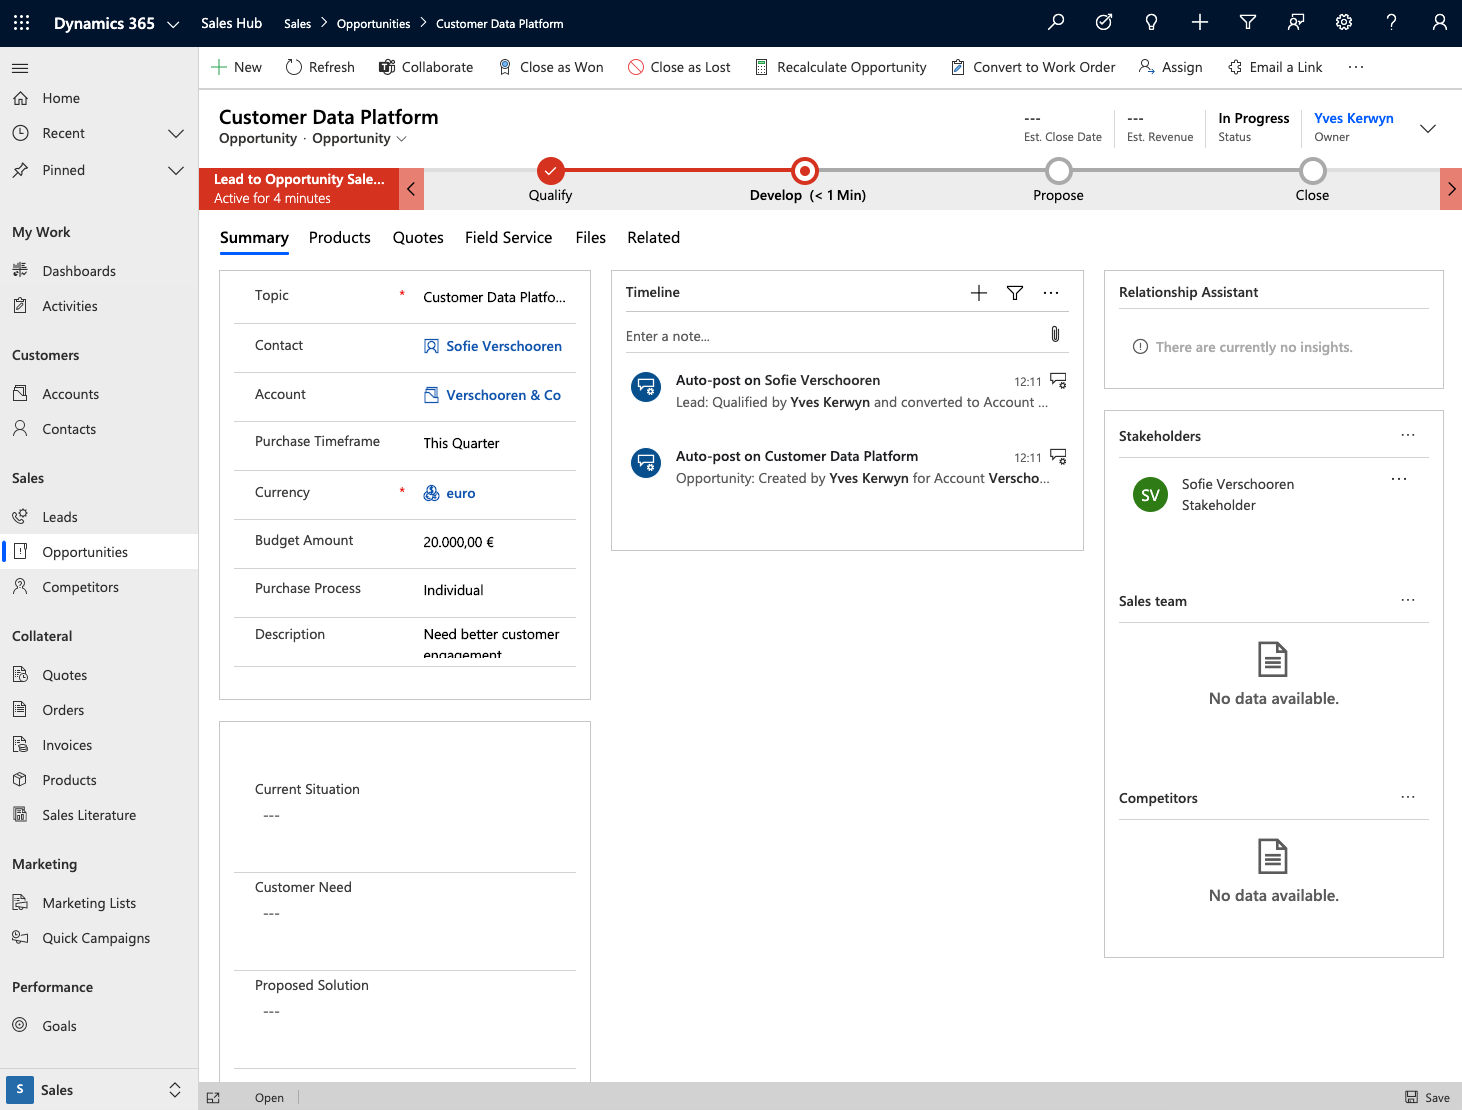 Dynamics 365
Sales Hub
Sales > Opportunities > Customer Data Platform
New
Refresh
Collaborate
Close as Won
Close as Lost
Recalculate Opportunity
Convert to Work Order
Assign
Email a Link
Home
Recent
Pinned
My Work
Dashboards
Activities
Customers
Accounts
Contacts
Sales
Leads
Opportunities
Competitors
Collateral
Quotes
Orders
Invoices
Products
Sales Literature
Marketing
Marketing Lists
Quick Campaigns
Performance
Goals
S Sales
Customer Data Platform
Opportunity · Opportunity
---
Est. Close Date
---
Est. Revenue
In Progress
Status
Yves Kerwyn
Owner
Lead to Opportunity Sale...
Active for 4 minutes
Qualify
Develop (< 1 Min)
Propose
Close
Summary
Products
Quotes
Field Service
Files
Related
Topic * Customer Data Platfo...
Contact Sofie Verschooren
Account Verschooren & Co
Purchase Timeframe This Quarter
Currency * euro
Budget Amount 20.000,00 €
Purchase Process Individual
Description Need better customer
engagement
Current Situation
---
Customer Need
---
Proposed Solution
---
Timeline
Enter a note...
Auto-post on Sofie Verschooren 12:11
Lead: Qualified by Yves Kerwyn and converted to Account ...
Auto-post on Customer Data Platform 12:11
Opportunity: Created by Yves Kerwyn for Account Verscho...
Relationship Assistant
There are currently no insights.
Stakeholders
SV
Sofie Verschooren
Stakeholder
Sales team
No data available.
Competitors
No data available.
Open
Save